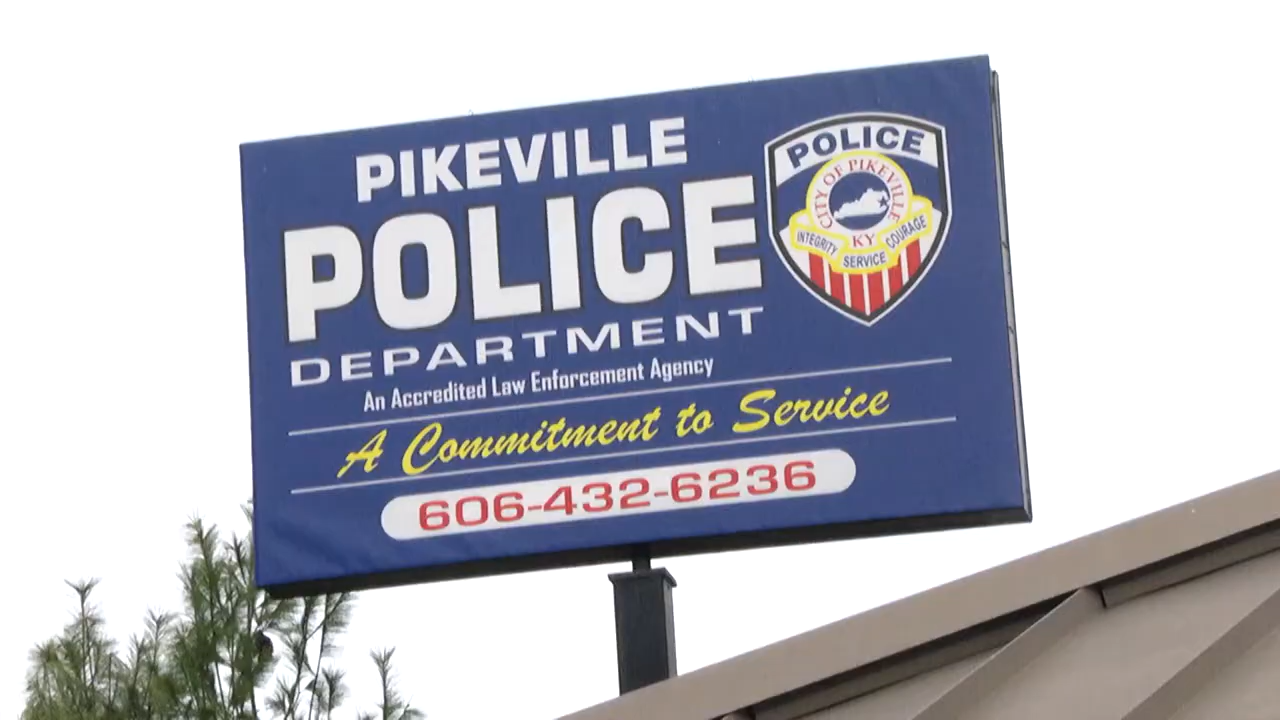 PIKEVILLE
POLICE
DEPARTMENT
An Accredited Law Enforcement Agency
A Commitment to Service
606-432-6236
POLICE
CITY OF PIKEVILLE
KY
INTEGRITY
SERVICE
COURAGE